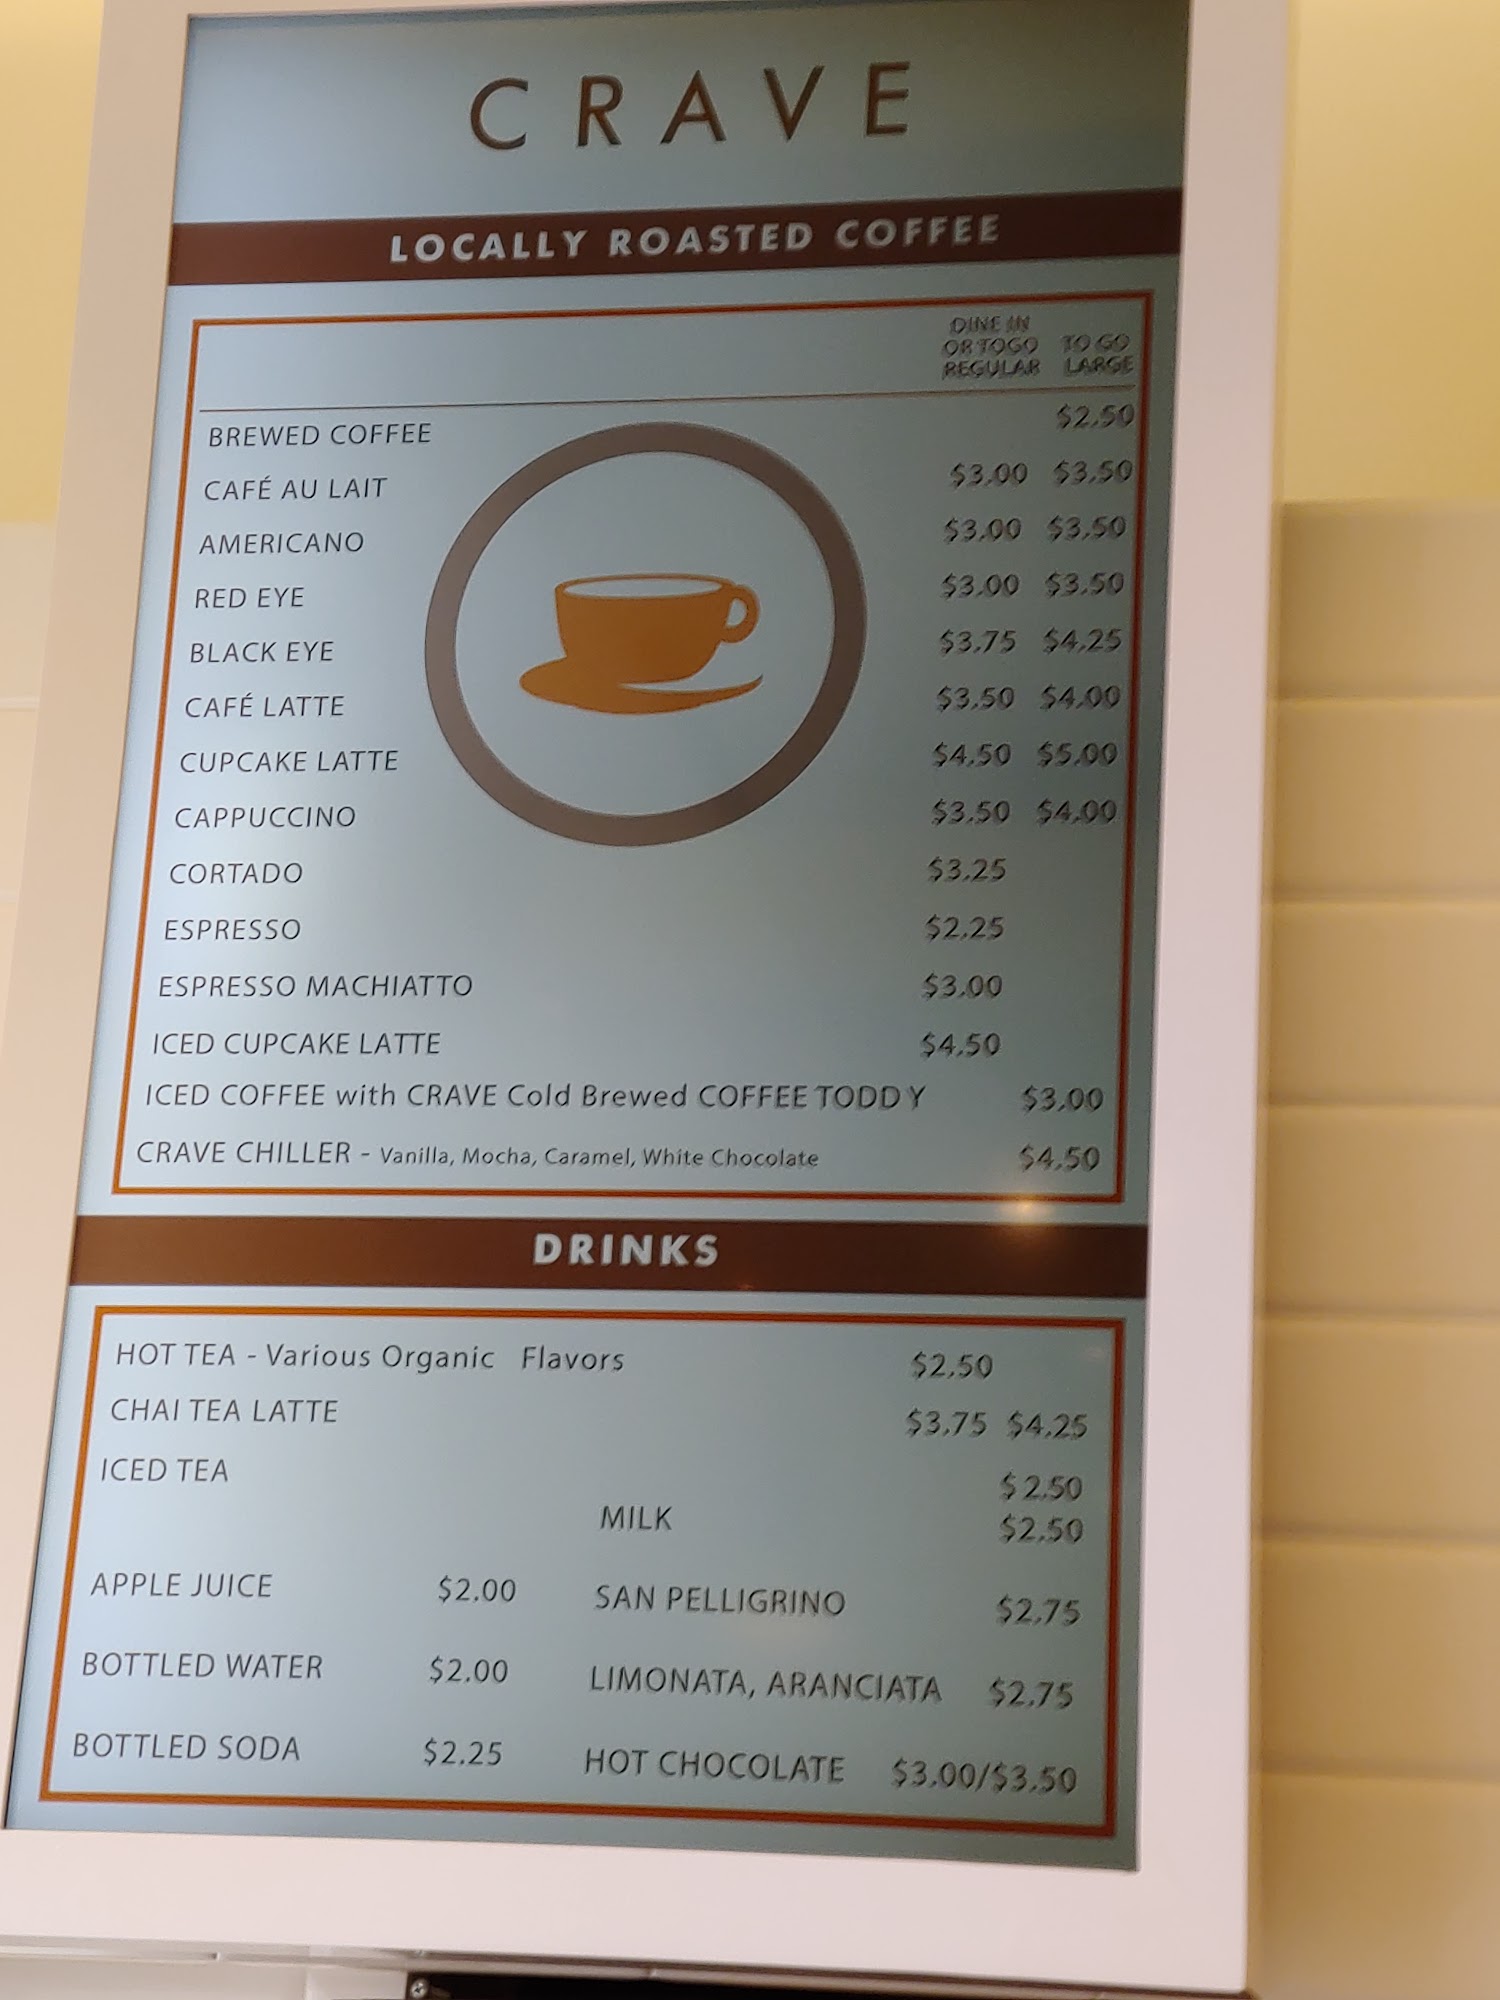 CRAVE
LOCALLY ROASTED COFFEE
DINE IN
OR TOGO TO GO
REGULAR LARGE
BREWED COFFEE $2.50
CAFÉ AU LAIT $3.00 $3.50
AMERICANO $3.00 $3.50
RED EYE $3.00 $3.50
BLACK EYE $3.75 $4.25
CAFÉ LATTE $3.50 $4.00
CUPCAKE LATTE $4.50 $5.00
CAPPUCCINO $3.50 $4.00
CORTADO $3.25
ESPRESSO $2.25
ESPRESSO MACHIATTO $3.00
ICED CUPCAKE LATTE $4.50
ICED COFFEE with CRAVE Cold Brewed COFFEE TODDY $3.00
CRAVE CHILLER - Vanilla, Mocha, Caramel, White Chocolate $4.50
DRINKS
HOT TEA - Various Organic Flavors $2.50
CHAI TEA LATTE $3.75 $4.25
ICED TEA $2.50
MILK $2.50
APPLE JUICE $2.00 SAN PELLIGRINO $2.75
BOTTLED WATER $2.00 LIMONATA, ARANCIATA $2.75
BOTTLED SODA $2.25 HOT CHOCOLATE $3.00/$3.50